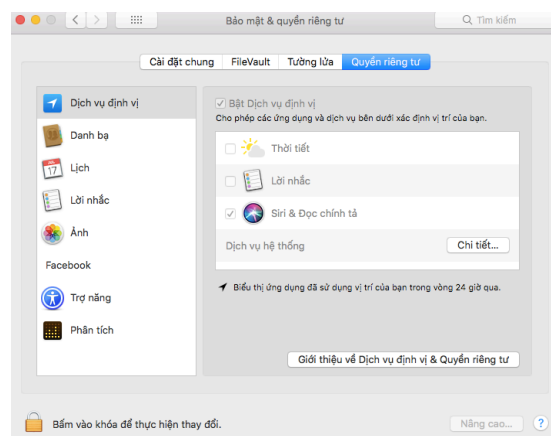 Bảo mật & quyền riêng tư
Tìm kiếm
Cài đặt chung
FileVault
Tường lửa
Quyền riêng tư
Dịch vụ định vị
Danh bạ
JUL
17
Lịch
Lời nhắc
Ảnh
Facebook
Trợ năng
Phân tích
Bật Dịch vụ định vị
Cho phép các ứng dụng và dịch vụ bên dưới xác định vị trí của bạn.
Thời tiết
Lời nhắc
Siri & Đọc chính tả
Dịch vụ hệ thống
Chi tiết...
Biểu thị ứng dụng đã sử dụng vị trí của bạn trong vòng 24 giờ qua.
Giới thiệu về Dịch vụ định vị & Quyền riêng tư
Bấm vào khóa để thực hiện thay đổi.
Nâng cao...
?